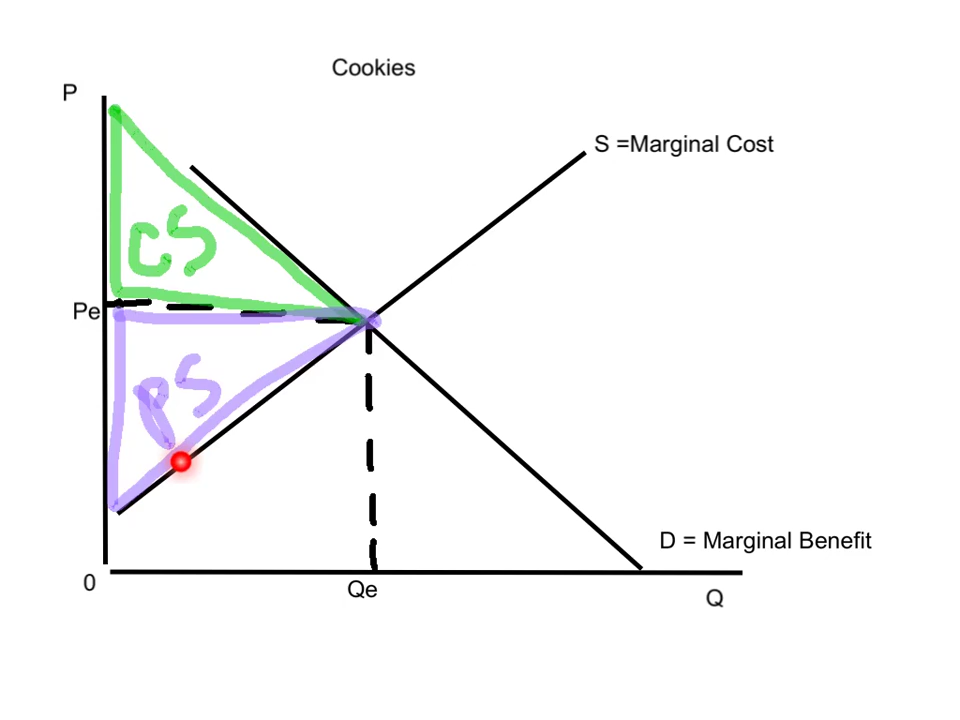 Cookies
P
S =Marginal Cost
CS
Pe
PS
D = Marginal Benefit
0
Qe
Q